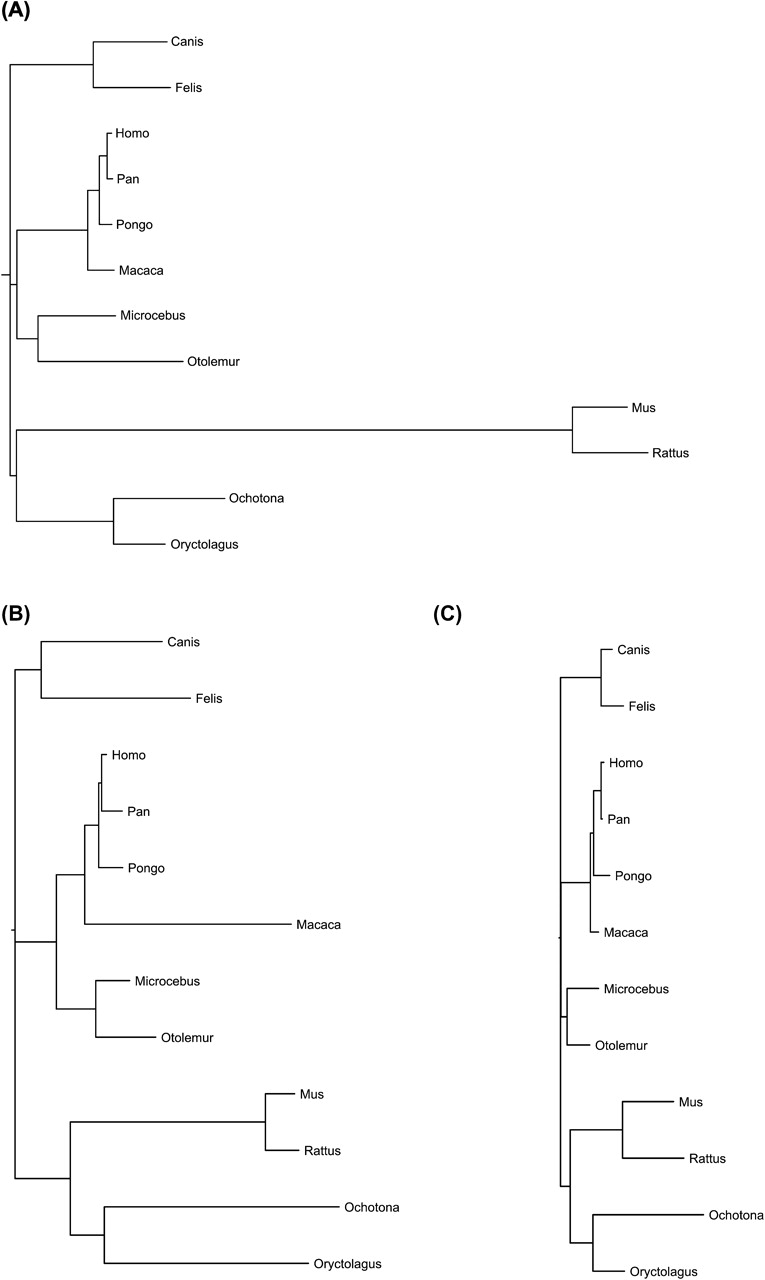 (A)
Canis
Felis
Homo
Pan
Pongo
Macaca
Microcebus
Otolemur
Mus
Rattus
Ochotona
Oryctolagus
(B)
Canis
Felis
Homo
Pan
Pongo
Macaca
Microcebus
Otolemur
Mus
Rattus
Ochotona
Oryctolagus
(C)
Canis
Felis
Homo
Pan
Pongo
Macaca
Microcebus
Otolemur
Mus
Rattus
Ochotona
Oryctolagus